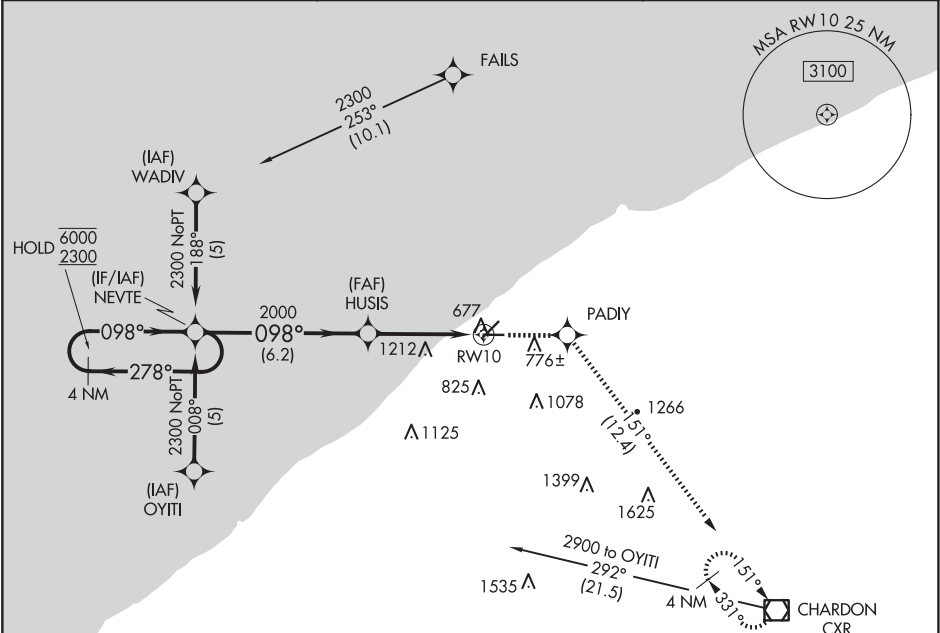 MSA RW10 25 NM
3100
FAILS
2300
253°
(10.1)
(IAF)
WADIV
2300 NoPT
188°
(5)
HOLD
6000
2300
(IF/IAF)
NEVTE
098°
278°
4 NM
2000
098°
(6.2)
(FAF)
HUSIS
677
RW10
PADIY
1212
776±
825
1078
1125
2300 NoPT
008°
(5)
(IAF)
OYITI
1266
151°
(12.4)
1399
1625
2900 to OYITI
292°
(21.5)
1535
4 NM
151°
331°
CHARDON
CXR